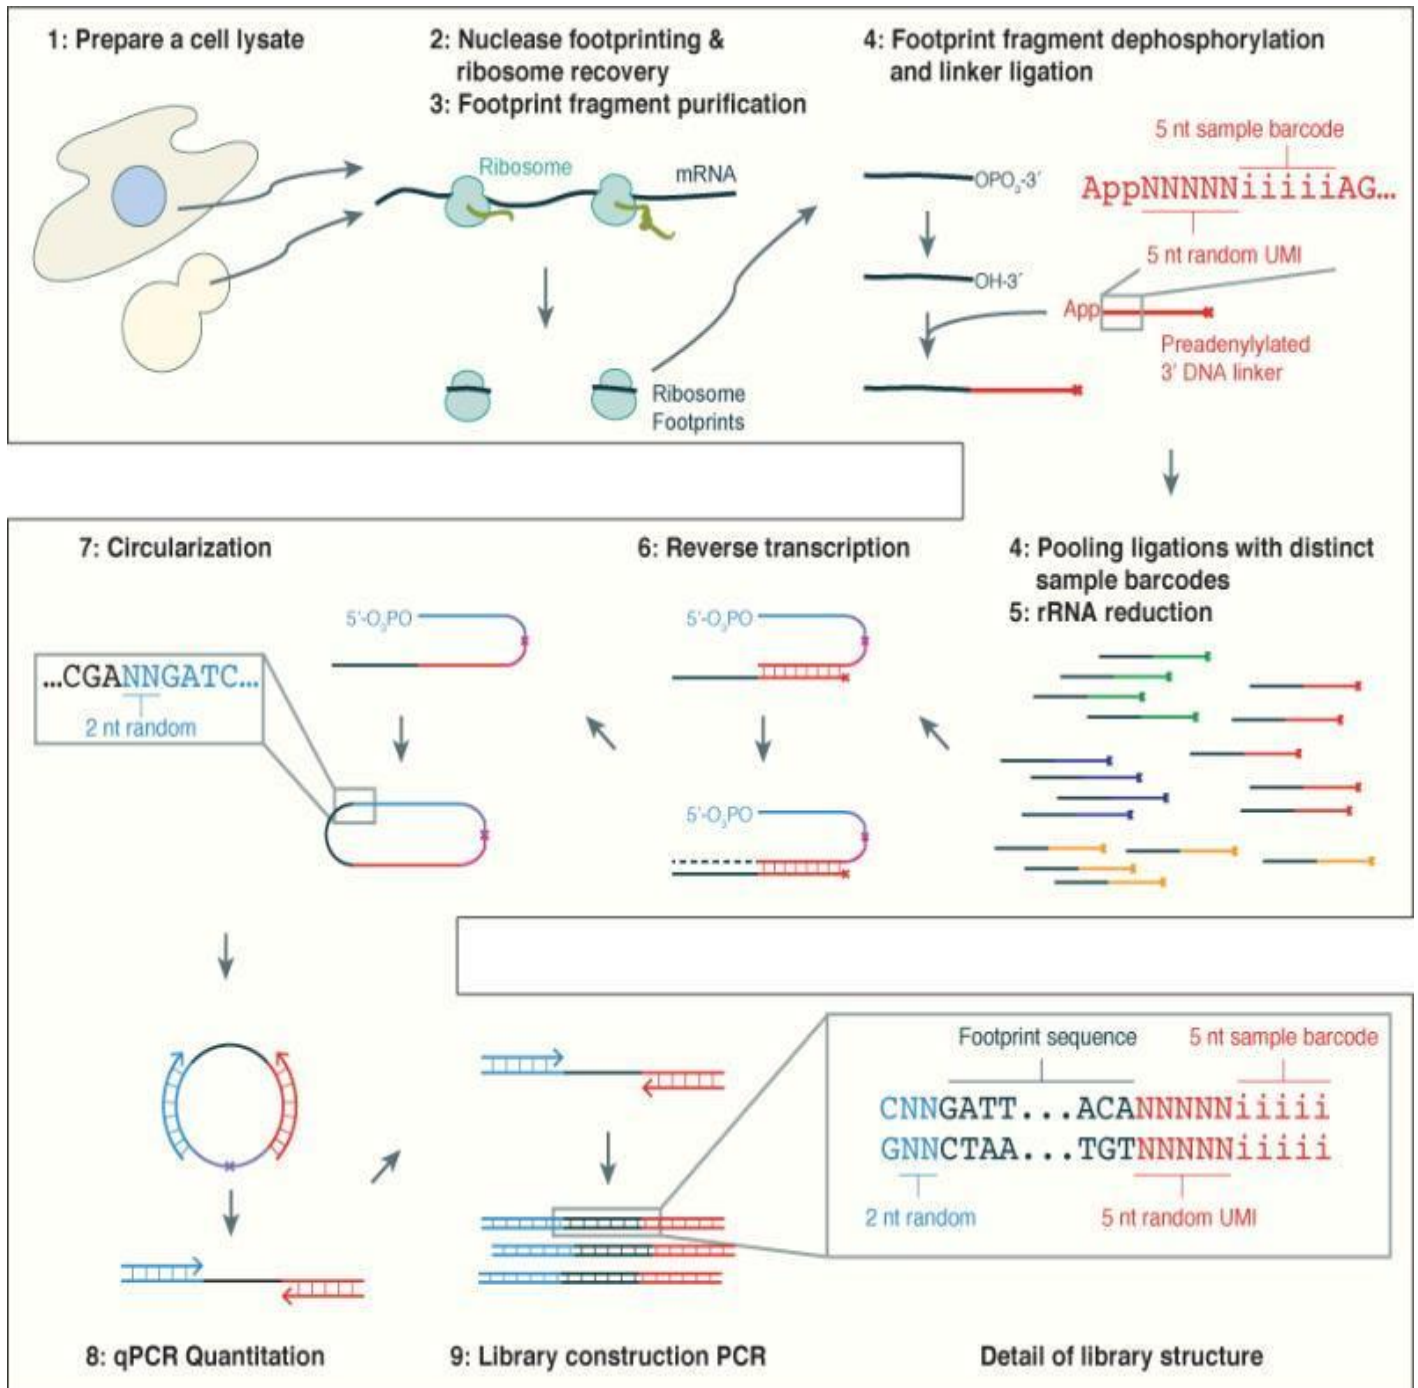 1: Prepare a cell lysate
2: Nuclease footprinting &
ribosome recovery
3: Footprint fragment purification
Ribosome
mRNA
Ribosome
Footprints
4: Footprint fragment dephosphorylation
and linker ligation
5 nt sample barcode
OPO₃-3′
AppNNNNNiiiiiAG...
5 nt random UMI
OH-3′
App
Preadenylylated
3′ DNA linker
4: Pooling ligations with distinct
sample barcodes
5: rRNA reduction
6: Reverse transcription
5′-O₃PO
5′-O₃PO
7: Circularization
5′-O₃PO
...CGANNGATC...
2 nt random
8: qPCR Quantitation
9: Library construction PCR
Footprint sequence
5 nt sample barcode
CNNGATT...ACANNNNNiiiii
GNNCTAA...TGTNNNNNiiiii
2 nt random
5 nt random UMI
Detail of library structure